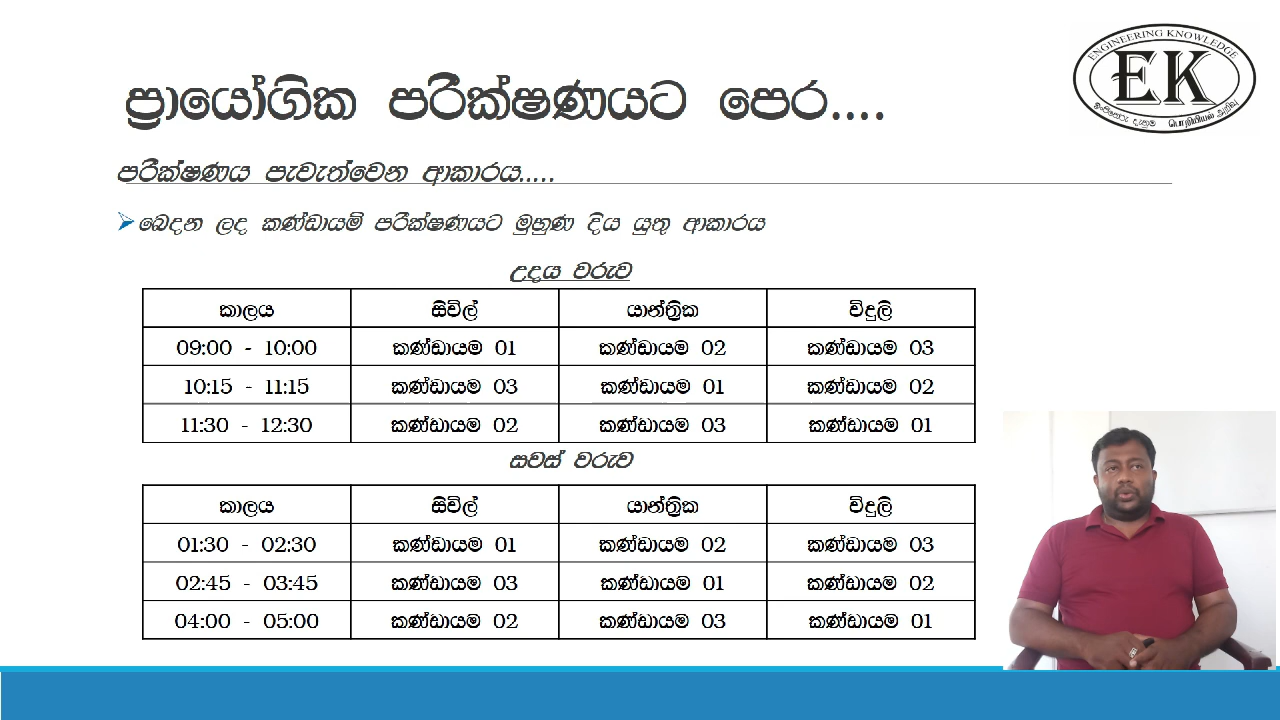 ENGINEERING KNOWLEDGE
EK
ඉංජිනේරු දැනුම பொறியியல் அறிவு
ප්‍රායෝගික පරීක්ෂණයට පෙර....
පරීක්ෂණය පැවැත්වෙන ආකාරය.....
බෙදන ලද කණ්ඩායම් පරීක්ෂණයට මුහුණ දිය යුතු ආකාරය
උදය වරුව
කාලය සිවිල් යාන්ත්‍රික විදුලි
09:00 - 10:00 කණ්ඩායම 01 කණ්ඩායම 02 කණ්ඩායම 03
10:15 - 11:15 කණ්ඩායම 03 කණ්ඩායම 01 කණ්ඩායම 02
11:30 - 12:30 කණ්ඩායම 02 කණ්ඩායම 03 කණ්ඩායම 01
සවස් වරුව
කාලය සිවිල් යාන්ත්‍රික විදුලි
01:30 - 02:30 කණ්ඩායම 01 කණ්ඩායම 02 කණ්ඩායම 03
02:45 - 03:45 කණ්ඩායම 03 කණ්ඩායම 01 කණ්ඩායම 02
04:00 - 05:00 කණ්ඩායම 02 කණ්ඩායම 03 කණ්ඩායම 01